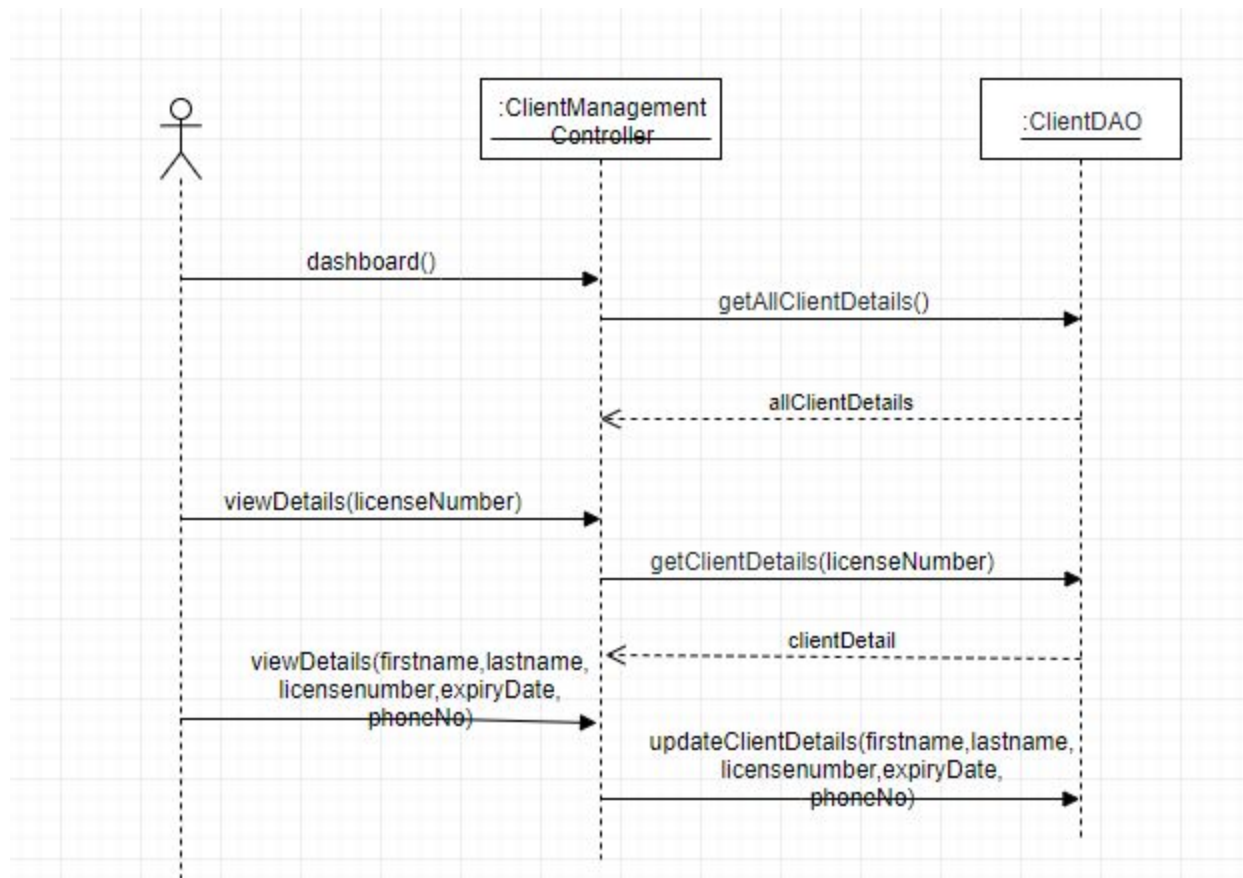 :ClientManagement
Controller
:ClientDAO
dashboard()
getAllClientDetails()
allClientDetails
viewDetails(licenseNumber)
getClientDetails(licenseNumber)
clientDetail
viewDetails(firstname,lastname,
licensenumber,expiryDate,
phoneNo)
updateClientDetails(firstname,lastname,
licensenumber,expiryDate,
phoneNo)